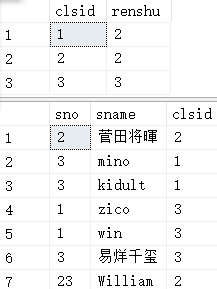 clsid renshu
1 1 2
2 2 2
3 3 3
sno sname clsid
1 2 菅田将暉 2
2 3 mino 1
3 3 kidult 1
4 1 zico 3
5 1 win 3
6 3 易烊千玺 3
7 23 William 2